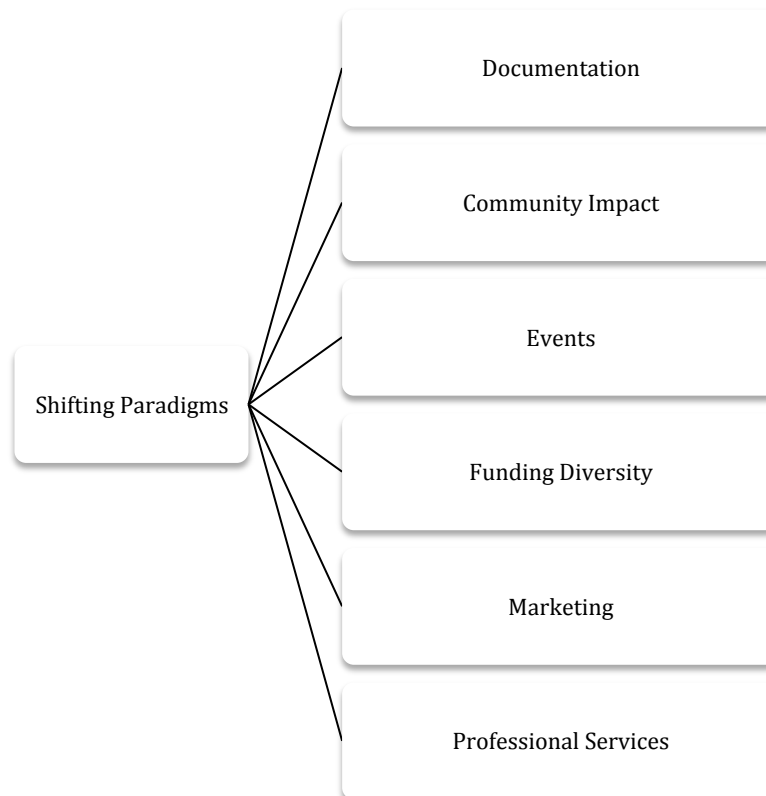 Documentation
Community Impact
Events
Shifting Paradigms
Funding Diversity
Marketing
Professional Services